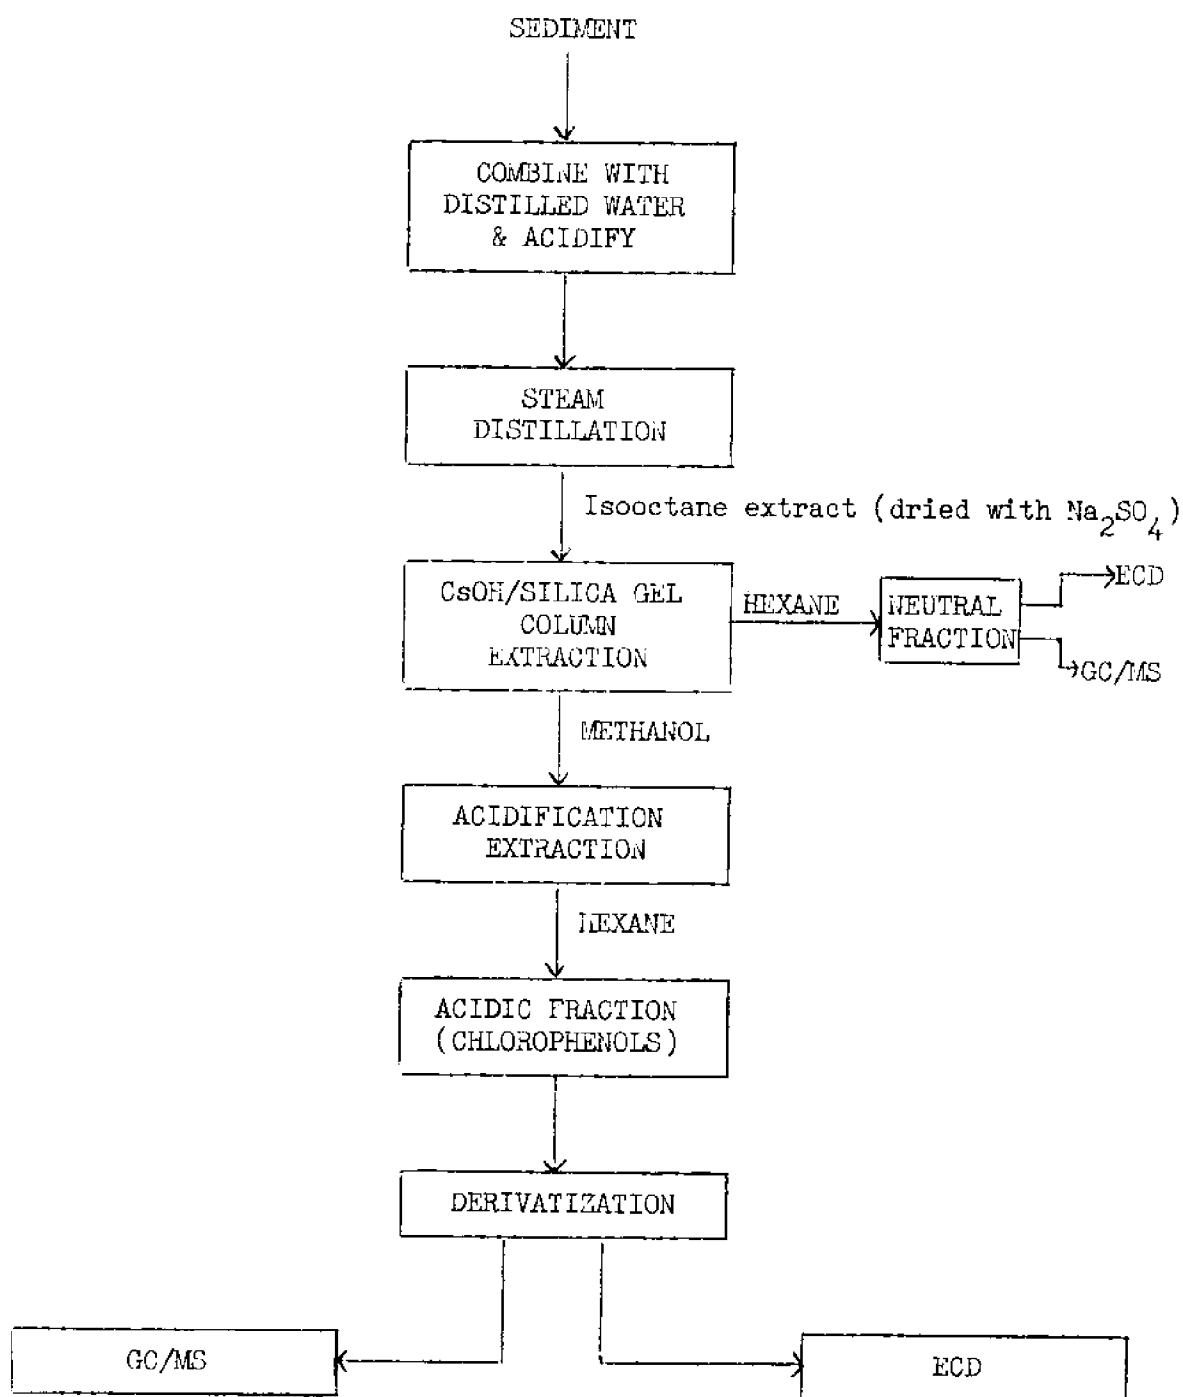 SEDIMENT
COMBINE WITH
DISTILLED WATER
& ACIDIFY
STEAM
DISTILLATION
Isooctane extract (dried with Na₂SO₄)
CsOH/SILICA GEL
COLUMN
EXTRACTION
HEXANE
NEUTRAL
FRACTION
ECD
GC/MS
METHANOL
ACIDIFICATION
EXTRACTION
HEXANE
ACIDIC FRACTION
(CHLOROPHENOLS)
DERIVATIZATION
GC/MS
ECD